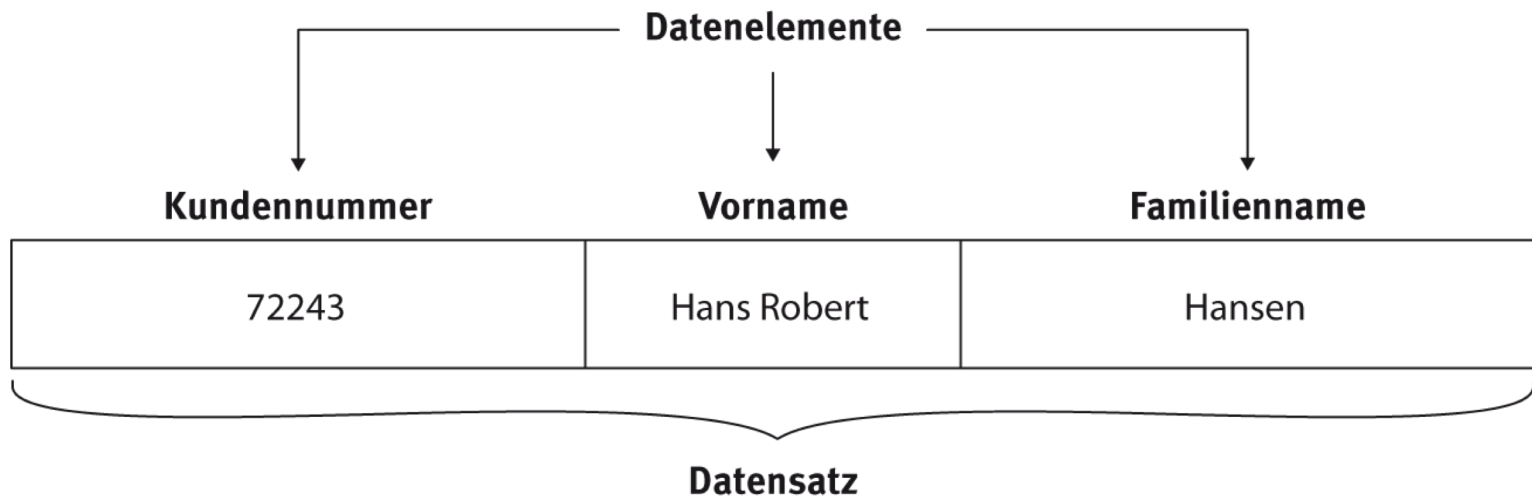 Datenelemente
Kundennummer Vorname Familienname
72243 Hans Robert Hansen
Datensatz